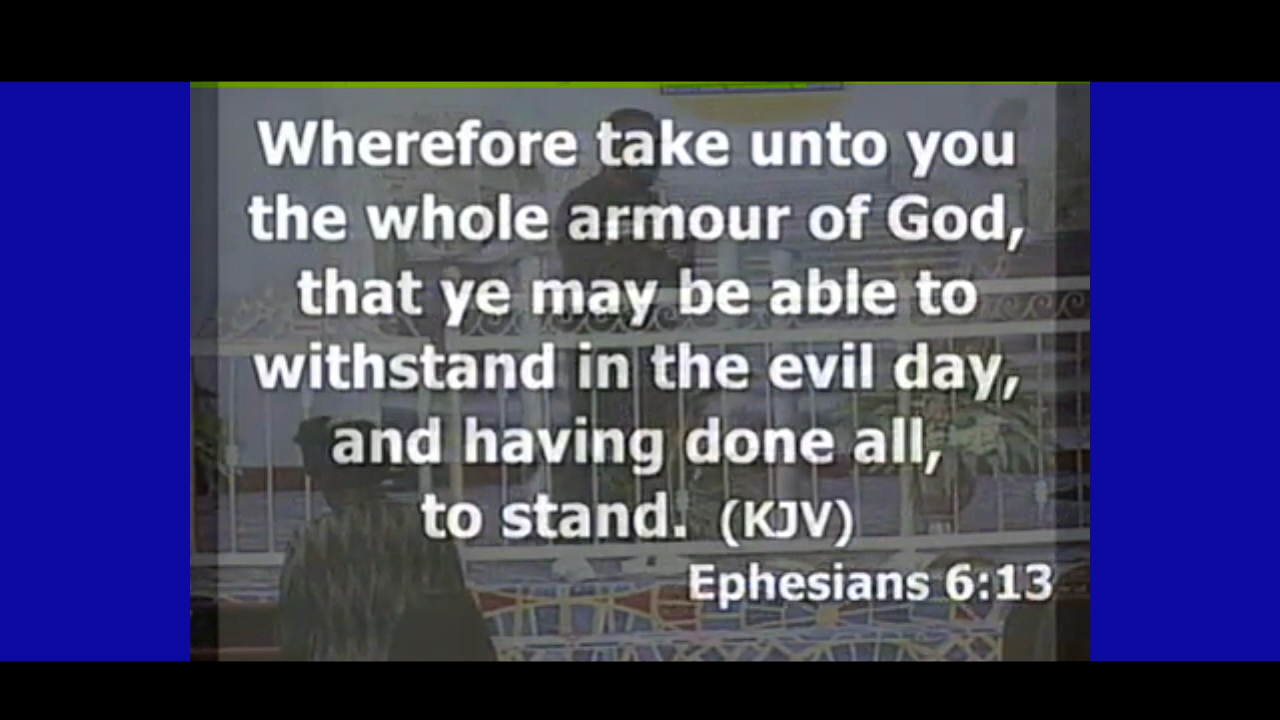 Wherefore take unto you
the whole armour of God,
that ye may be able to
withstand in the evil day,
and having done all,
to stand. (KJV)
Ephesians 6:13